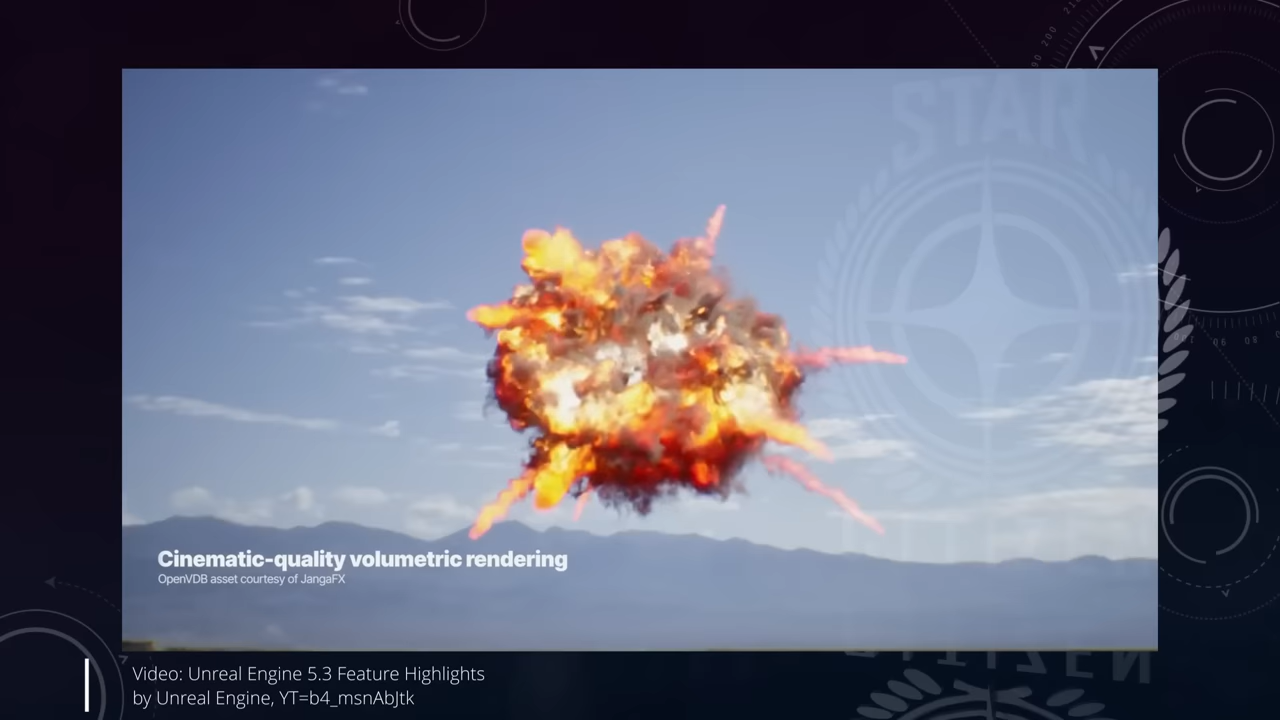 STAR
Cinematic-quality volumetric rendering
OpenVDB asset courtesy of JangaFX
Video: Unreal Engine 5.3 Feature Highlights
by Unreal Engine, YT=b4_msnAbJtk